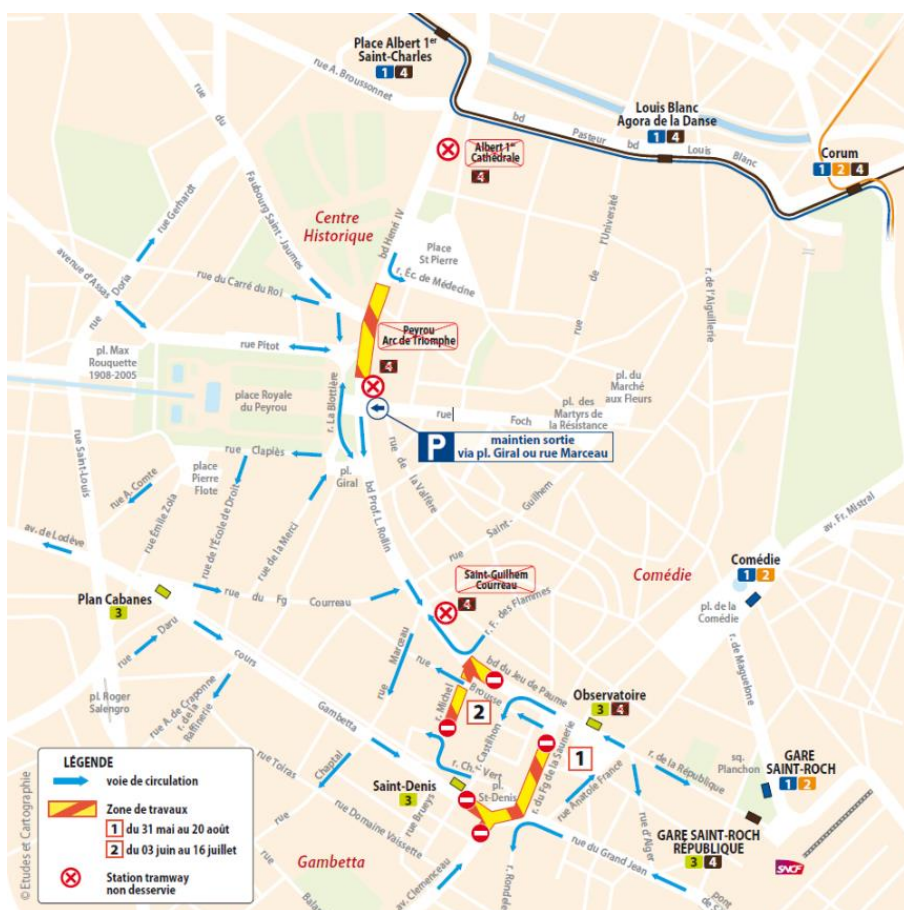 Place Albert 1er
Saint-Charles
1 4
rue A. Broussonnet
rue du
Faubourg Saint-Jaumes
Louis Blanc
Agora de la Danse
1 4
bd Pasteur bd Louis Blanc
Corum
1 2 4
Albert 1er
Cathédrale
4
Centre
Historique
bd Henri IV
Place
St Pierre
r. Éc. de Médecine
rue de l'Université
r. de l'Aiguillerie
rue Gerhardt
avenue d'Assas
rue Doria
rue du Carré du Roi
Peyrou
Arc de Triomphe
4
rue Pitot
pl. Max
Rouquette
1908-2005
place Royale
du Peyrou
r. La Blottière
pl. du
Marché
aux Fleurs
pl. des
Martyrs de
la Résistance
rue Foch
P
maintien sortie
via pl. Giral ou rue Marceau
rue Saint-Louis
rue Clapiès
place
Pierre
Flote
pl.
Giral
rue de la Valfère
rue A. Comte
rue Émile Zola
rue de l'École de Droit
rue de la Merci
bd Prof. L. Rollin
rue Saint-Guilhem
av. de Lodève
av. Fr. Mistral
Saint-Guilhem
Courreau
4
Comédie
Comédie
1 2
pl. de la
Comédie
Plan Cabanes
3
rue du Fg Courreau
r. F. des Flammes
rue Daru
rue Marceau
r. de Maguelone
cours Gambetta
bd du Jeu de Paume
rue Brousse
r. Michel
2
r. Castilhon
Observatoire
3 4
pl. Roger
Salengro
rue A. de Craponne
r. de la
Raffinerie
r. Ch. Vert
1
r. du Fg de la Saunerie
rue Anatole France
r. de la République
sq.
Planchon
GARE
SAINT-ROCH
1 2
rue Toiras
rue Chaptal
Saint-Denis
3
pl.
St-Denis
rue Brueys
rue Domaine Vaissette
GARE SAINT-ROCH
RÉPUBLIQUE
3 4
rue d'Alger
rue du Grand Jean
SNCF
Gambetta
av. Clemenceau
LÉGENDE
voie de circulation
Zone de travaux
1 du 31 mai au 20 août
2 du 03 juin au 16 juillet
Station tramway
non desservie
© Etudes et Cartographie